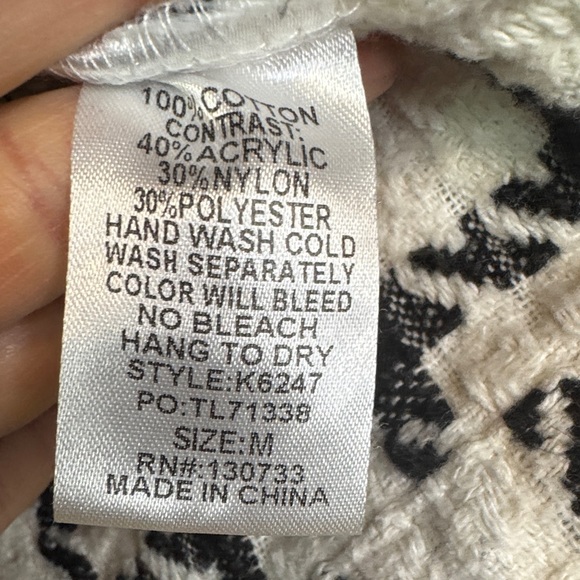 100% COTTON
CONTRAST:
40%ACRYLIC
30%NYLON
30%POLYESTER
HAND WASH COLD
WASH SEPARATELY
COLOR WILL BLEED
NO BLEACH
HANG TO DRY
STYLE:K6247
PO:TL71338
SIZE:M
RN#:130733
MADE IN CHINA